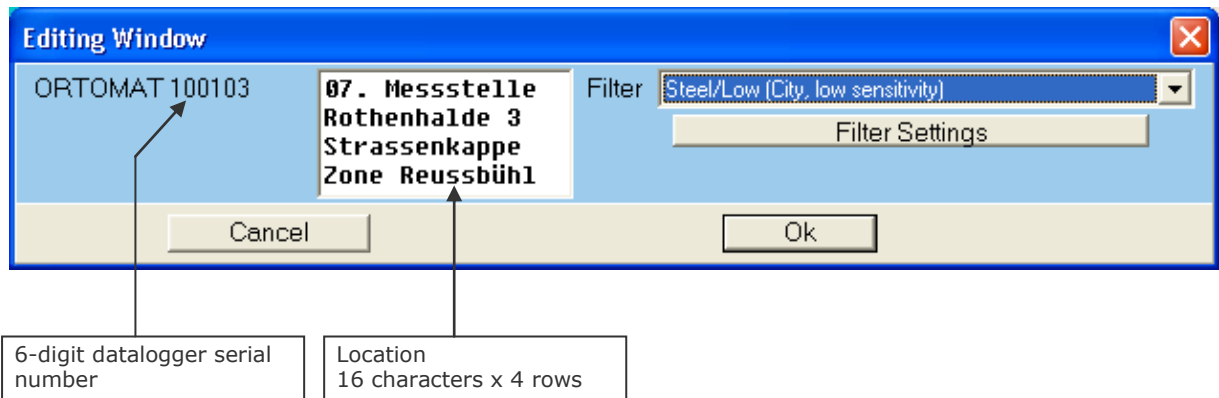 Editing Window
ORTOMAT 100103
07. Messstelle
Rothenhalde 3
Strassenkappe
Zone Reussbühl
Filter
Steel/Low (City, low sensitivity)
Filter Settings
Cancel
Ok
6-digit datalogger serial
number
Location
16 characters x 4 rows